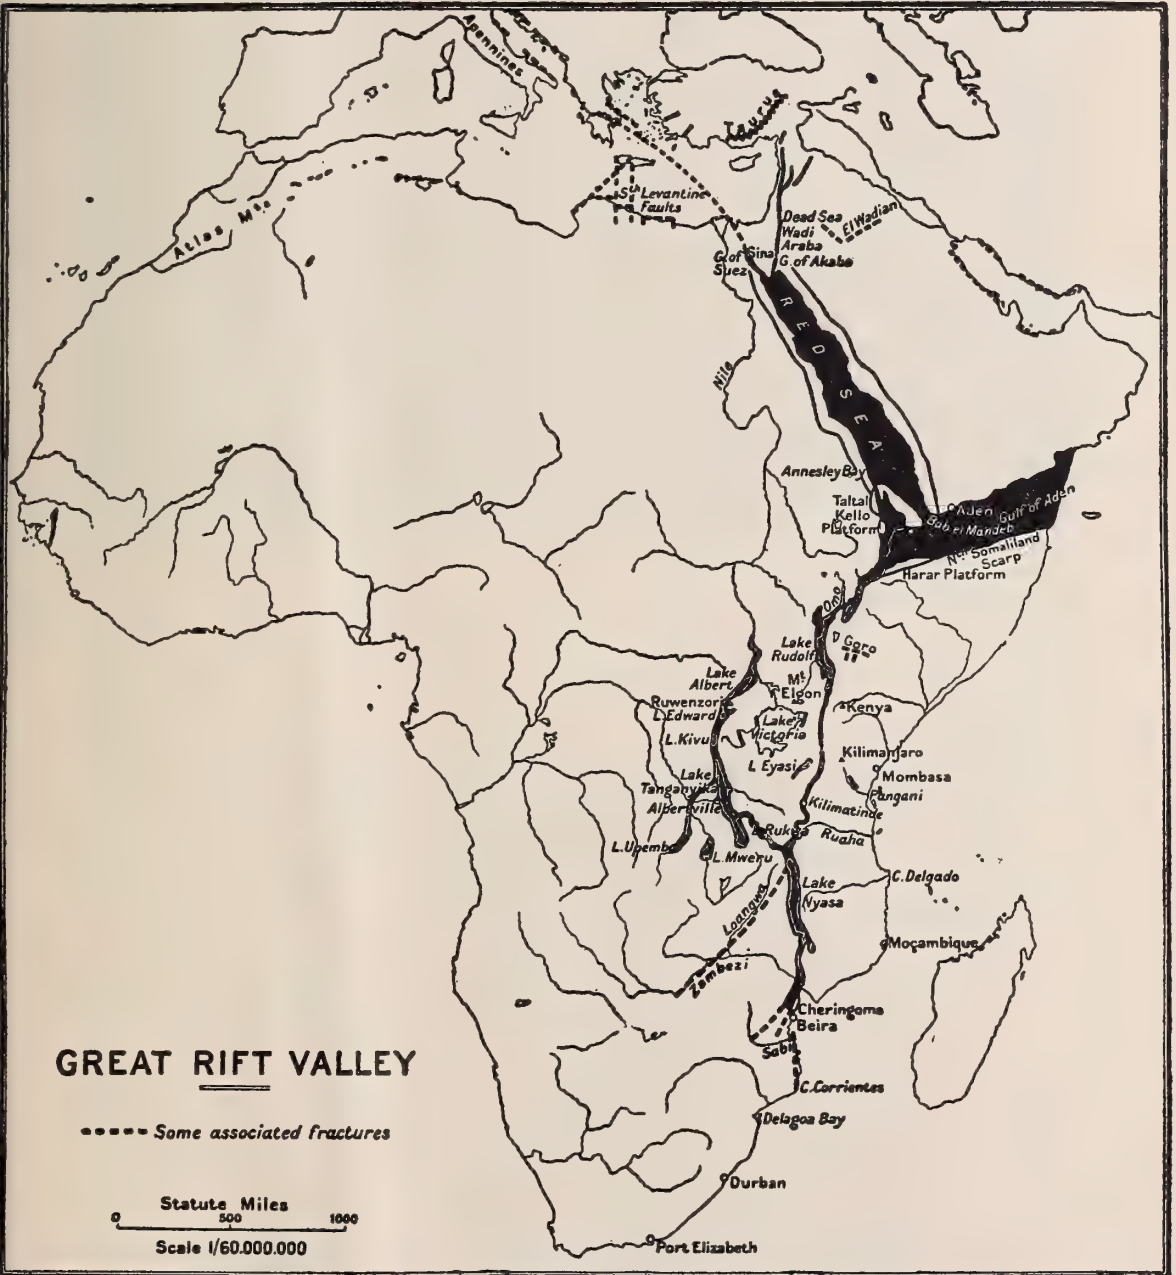 Apennines
Taurus
Sth Levantine
Faults
Atlas Mts
Dead Sea
Wadi
Araba
El Wadian
G. of
Suez
Sinai
G. of Akaba
RED SEA
Nile
Annesley Bay
Taltal
Kello
Platform
Aden
Gulf of Aden
Bab el Mandeb
Nth Somaliland
Scarp
Harar Platform
Omo
Lake
Rudolf
Goro
Lake
Albert
Mt
Elgon
Ruwenzori
L. Edward
Kenya
Lake
Victoria
L. Kivu
L. Eyasi
Kilimanjaro
Mombasa
Lake
Tanganyika
Pangani
Albertville
Kilimatinde
L. Rukwa
Ruaha
L. Upemba
L. Mweru
C. Delgado
Lake
Nyasa
Loangwa
Moçambique
Zambezi
Cheringoma
Beira
Sabi
GREAT RIFT VALLEY
C. Corrientes
Some associated fractures
Delagoa Bay
Durban
Statute Miles
0 500 1000
Scale 1/60.000.000
Port Elizabeth